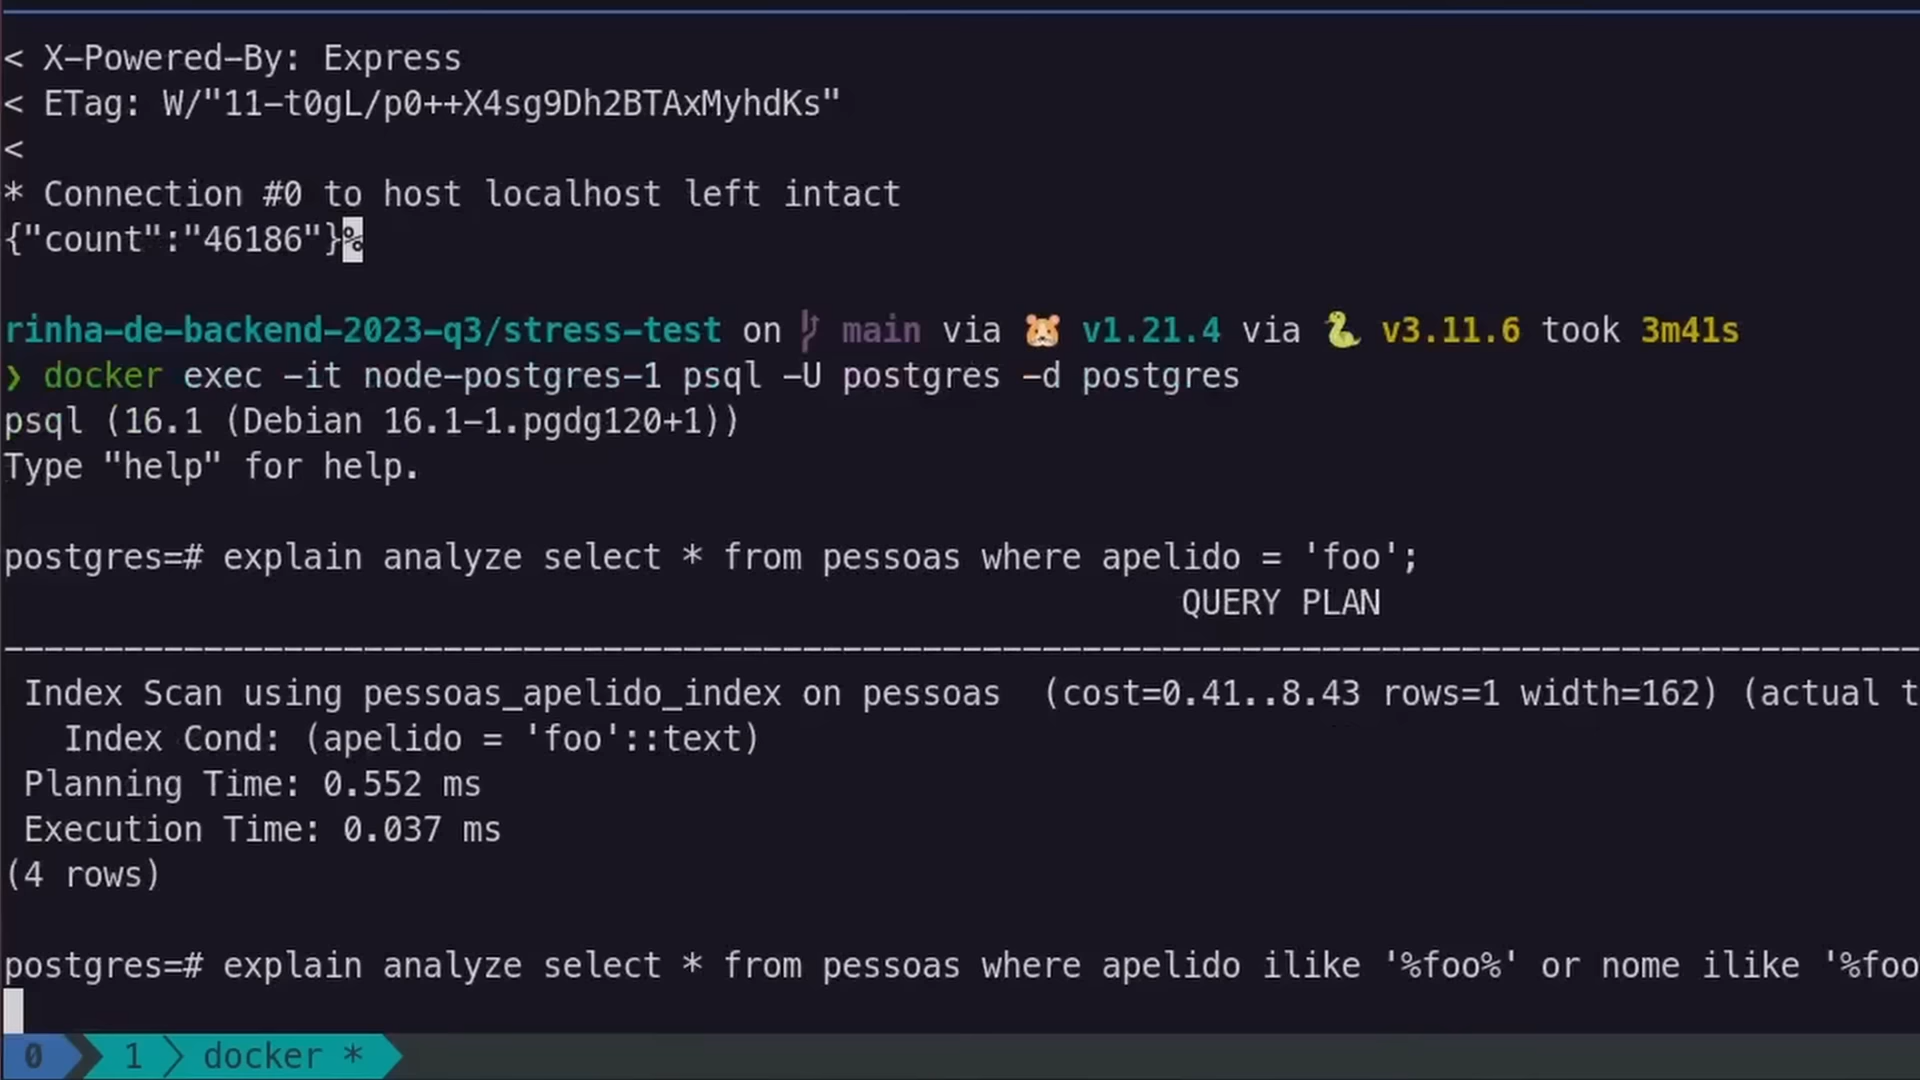 < X-Powered-By: Express
< ETag: W/"11-t0gL/p0++X4sg9Dh2BTAxMyhdKs"
<
* Connection #0 to host localhost left intact
{"count":"46186"}%
rinha-de-backend-2023-q3/stress-test on main via 🐹 v1.21.4 via 🐍 v3.11.6 took 3m41s
❯ docker exec -it node-postgres-1 psql -U postgres -d postgres
psql (16.1 (Debian 16.1-1.pgdg120+1))
Type "help" for help.
postgres=# explain analyze select * from pessoas where apelido = 'foo';
QUERY PLAN
Index Scan using pessoas_apelido_index on pessoas  (cost=0.41..8.43 rows=1 width=162) (actual t
Index Cond: (apelido = 'foo'::text)
Planning Time: 0.552 ms
Execution Time: 0.037 ms
(4 rows)
postgres=# explain analyze select * from pessoas where apelido ilike '%foo%' or nome ilike '%foo
0 1 docker *